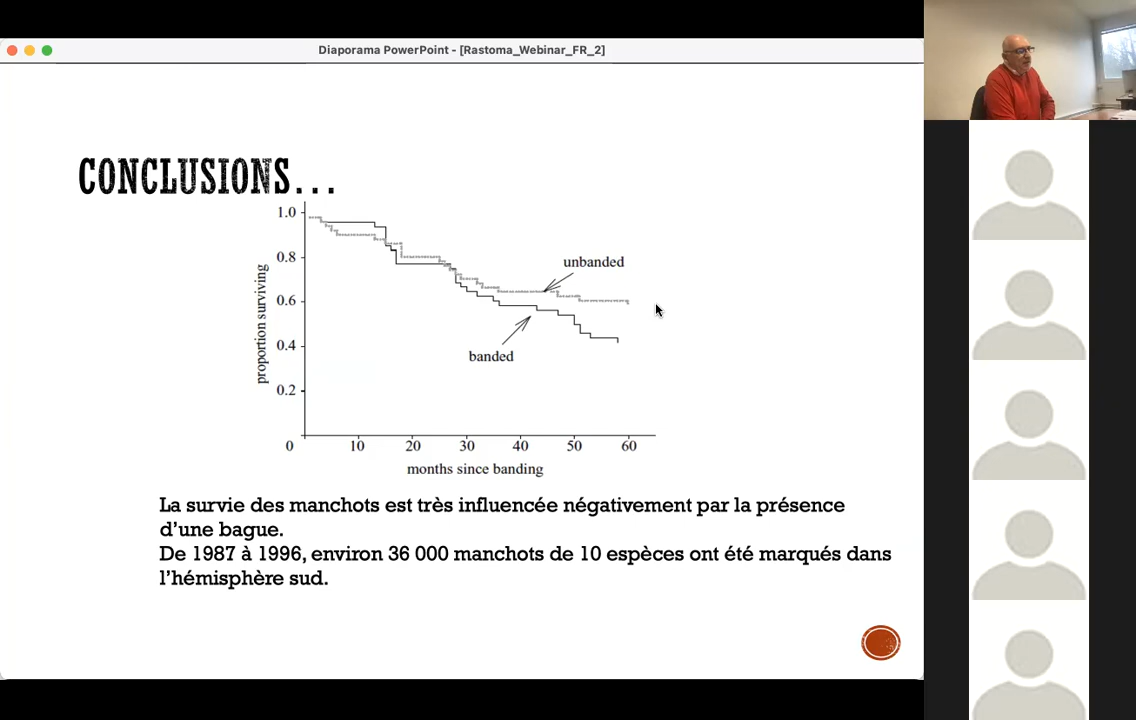 Diaporama PowerPoint - [Rastoma_Webinar_FR_2]
CONCLUSIONS...
1.0
0.8
0.6
0.4
0.2
0
proportion surviving
unbanded
banded
10 20 30 40 50 60
months since banding
La survie des manchots est très influencée négativement par la présence
d'une bague.
De 1987 à 1996, environ 36 000 manchots de 10 espèces ont été marqués dans
l'hémisphère sud.